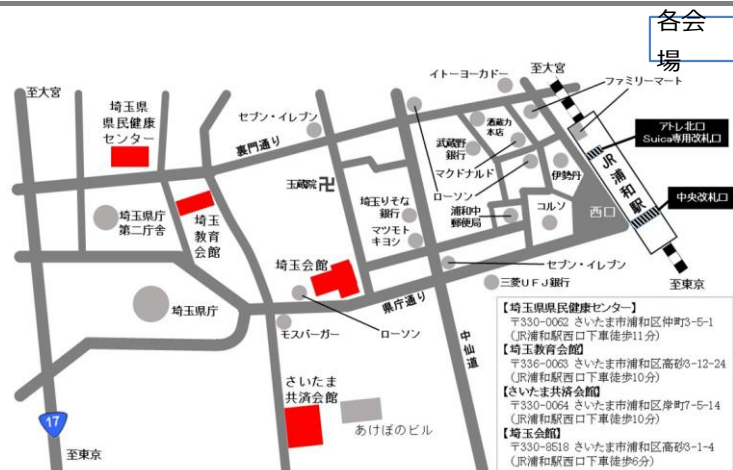 各会
場
至大宮
埼玉県
県民健康
センター
セブン・イレブン
イトーヨーカドー
至大宮
ファミリーマート
酒蔵力
本店
武蔵野
銀行
マクドナルド
アトレ北口
Suica専用改札口
裏門通り
玉蔵院
卍
埼玉りそな
銀行
マツモト
キヨシ
ローソン
浦和中
郵便局
伊勢丹
コルソ
西口
JR浦和駅
中央改札口
埼玉県庁
第二庁舎
埼玉
教育
会館
埼玉会館
埼玉県庁
県庁通り
セブン・イレブン
三菱UFJ銀行
至東京
モスバーガー
ローソン
中山道
さいたま
共済会館
あけぼのビル
17
至東京
【埼玉県県民健康センター】
〒330-0062 さいたま市浦和区仲町3-5-1
(JR浦和駅西口下車徒歩11分)
【埼玉教育会館】
〒336-0063 さいたま市浦和区高砂3-12-24
(JR浦和駅西口下車徒歩10分)
【さいたま共済会館】
〒330-0064 さいたま市浦和区岸町7-5-14
(JR浦和駅西口下車徒歩10分)
【埼玉会館】
〒330-8518 さいたま市浦和区高砂3-1-4
(JR浦和駅西口下車徒歩6分)